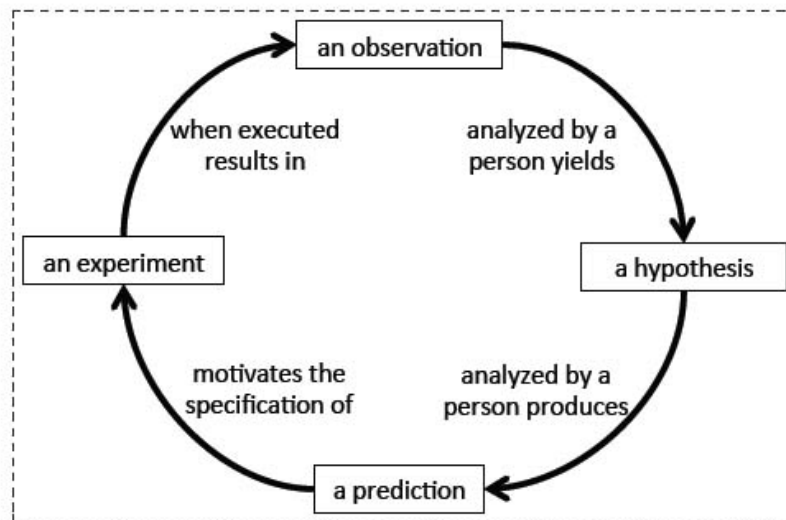 an observation
when executed
results in
analyzed by a
person yields
an experiment
a hypothesis
motivates the
specification of
analyzed by a
person produces
a prediction